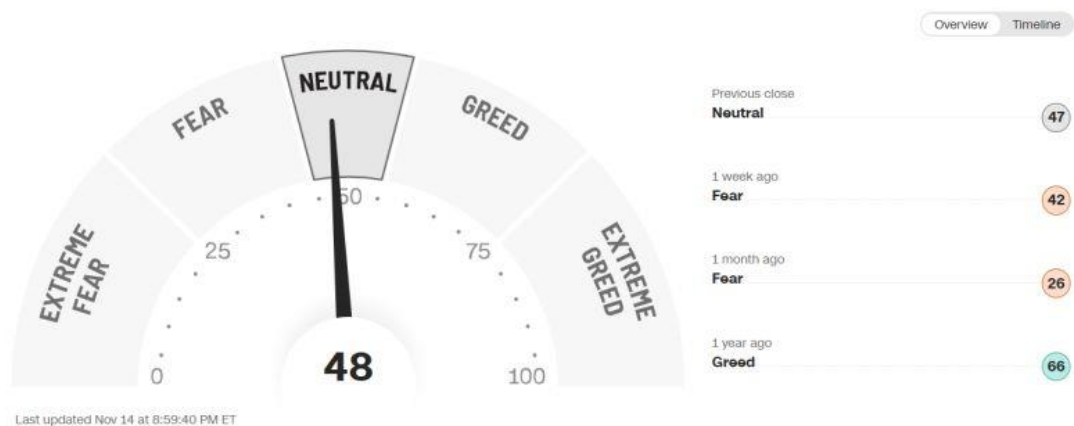 Overview Timeline
NEUTRAL
FEAR
GREED
EXTREME
FEAR
EXTREME
GREED
0
25
50
75
100
48
Last updated Nov 14 at 8:59:40 PM ET
Previous close
Neutral 47
1 week ago
Fear 42
1 month ago
Fear 26
1 year ago
Greed 66